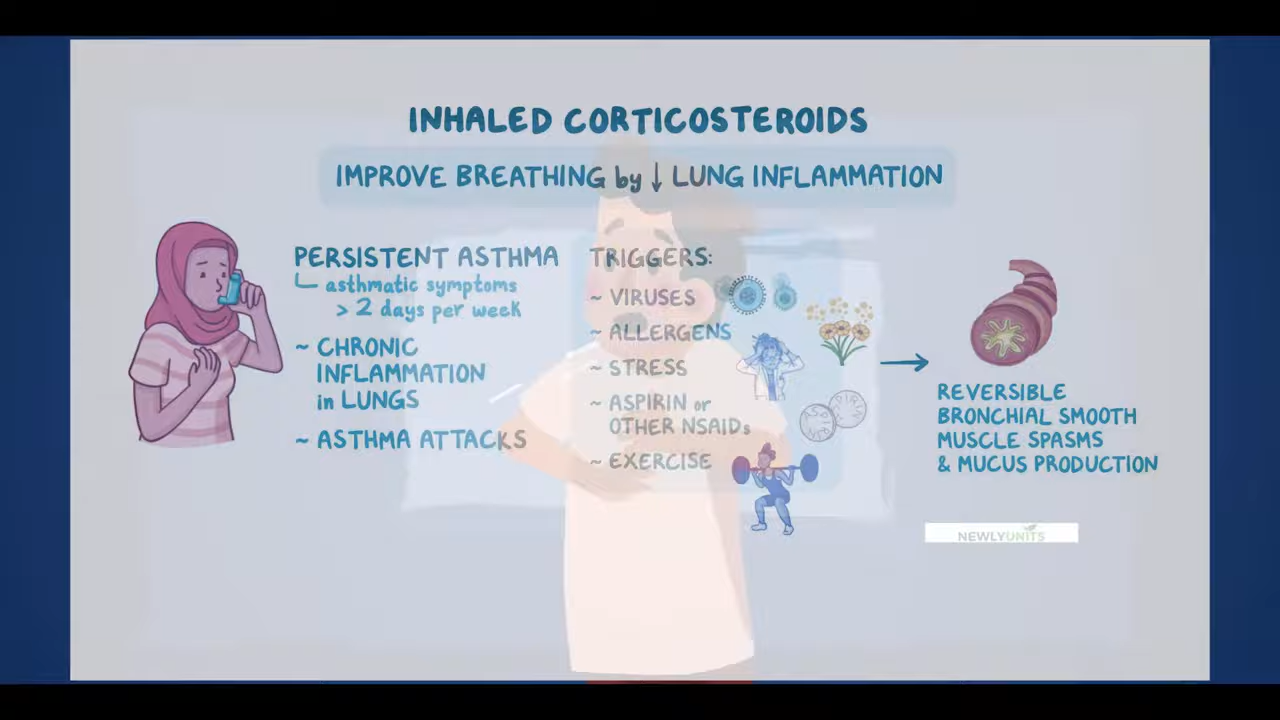 INHALED CORTICOSTEROIDS
IMPROVE BREATHING by ↓ LUNG INFLAMMATION
PERSISTENT ASTHMA
asthmatic symptoms
> 2 days per week
~ CHRONIC
INFLAMMATION
in LUNGS
~ ASTHMA ATTACKS
TRIGGERS:
~ VIRUSES
~ ALLERGENS
~ STRESS
~ ASPIRIN or
OTHER NSAIDs
~ EXERCISE
ASPIRIN
ASPIRIN
REVERSIBLE
BRONCHIAL SMOOTH
MUSCLE SPASMS
& MUCUS PRODUCTION
NEWLYUNITS